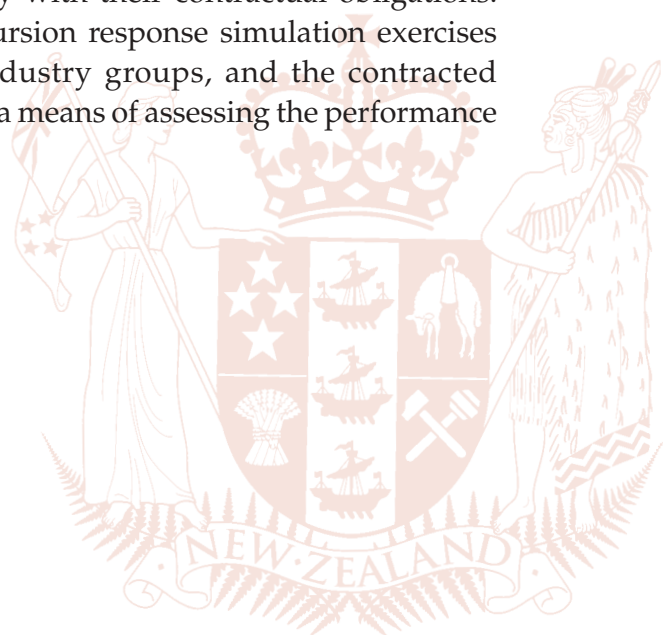 y with their contractual obligations.
ursion response simulation exercises
dustry groups, and the contracted
a means of assessing the performance
NEW·ZEALAND